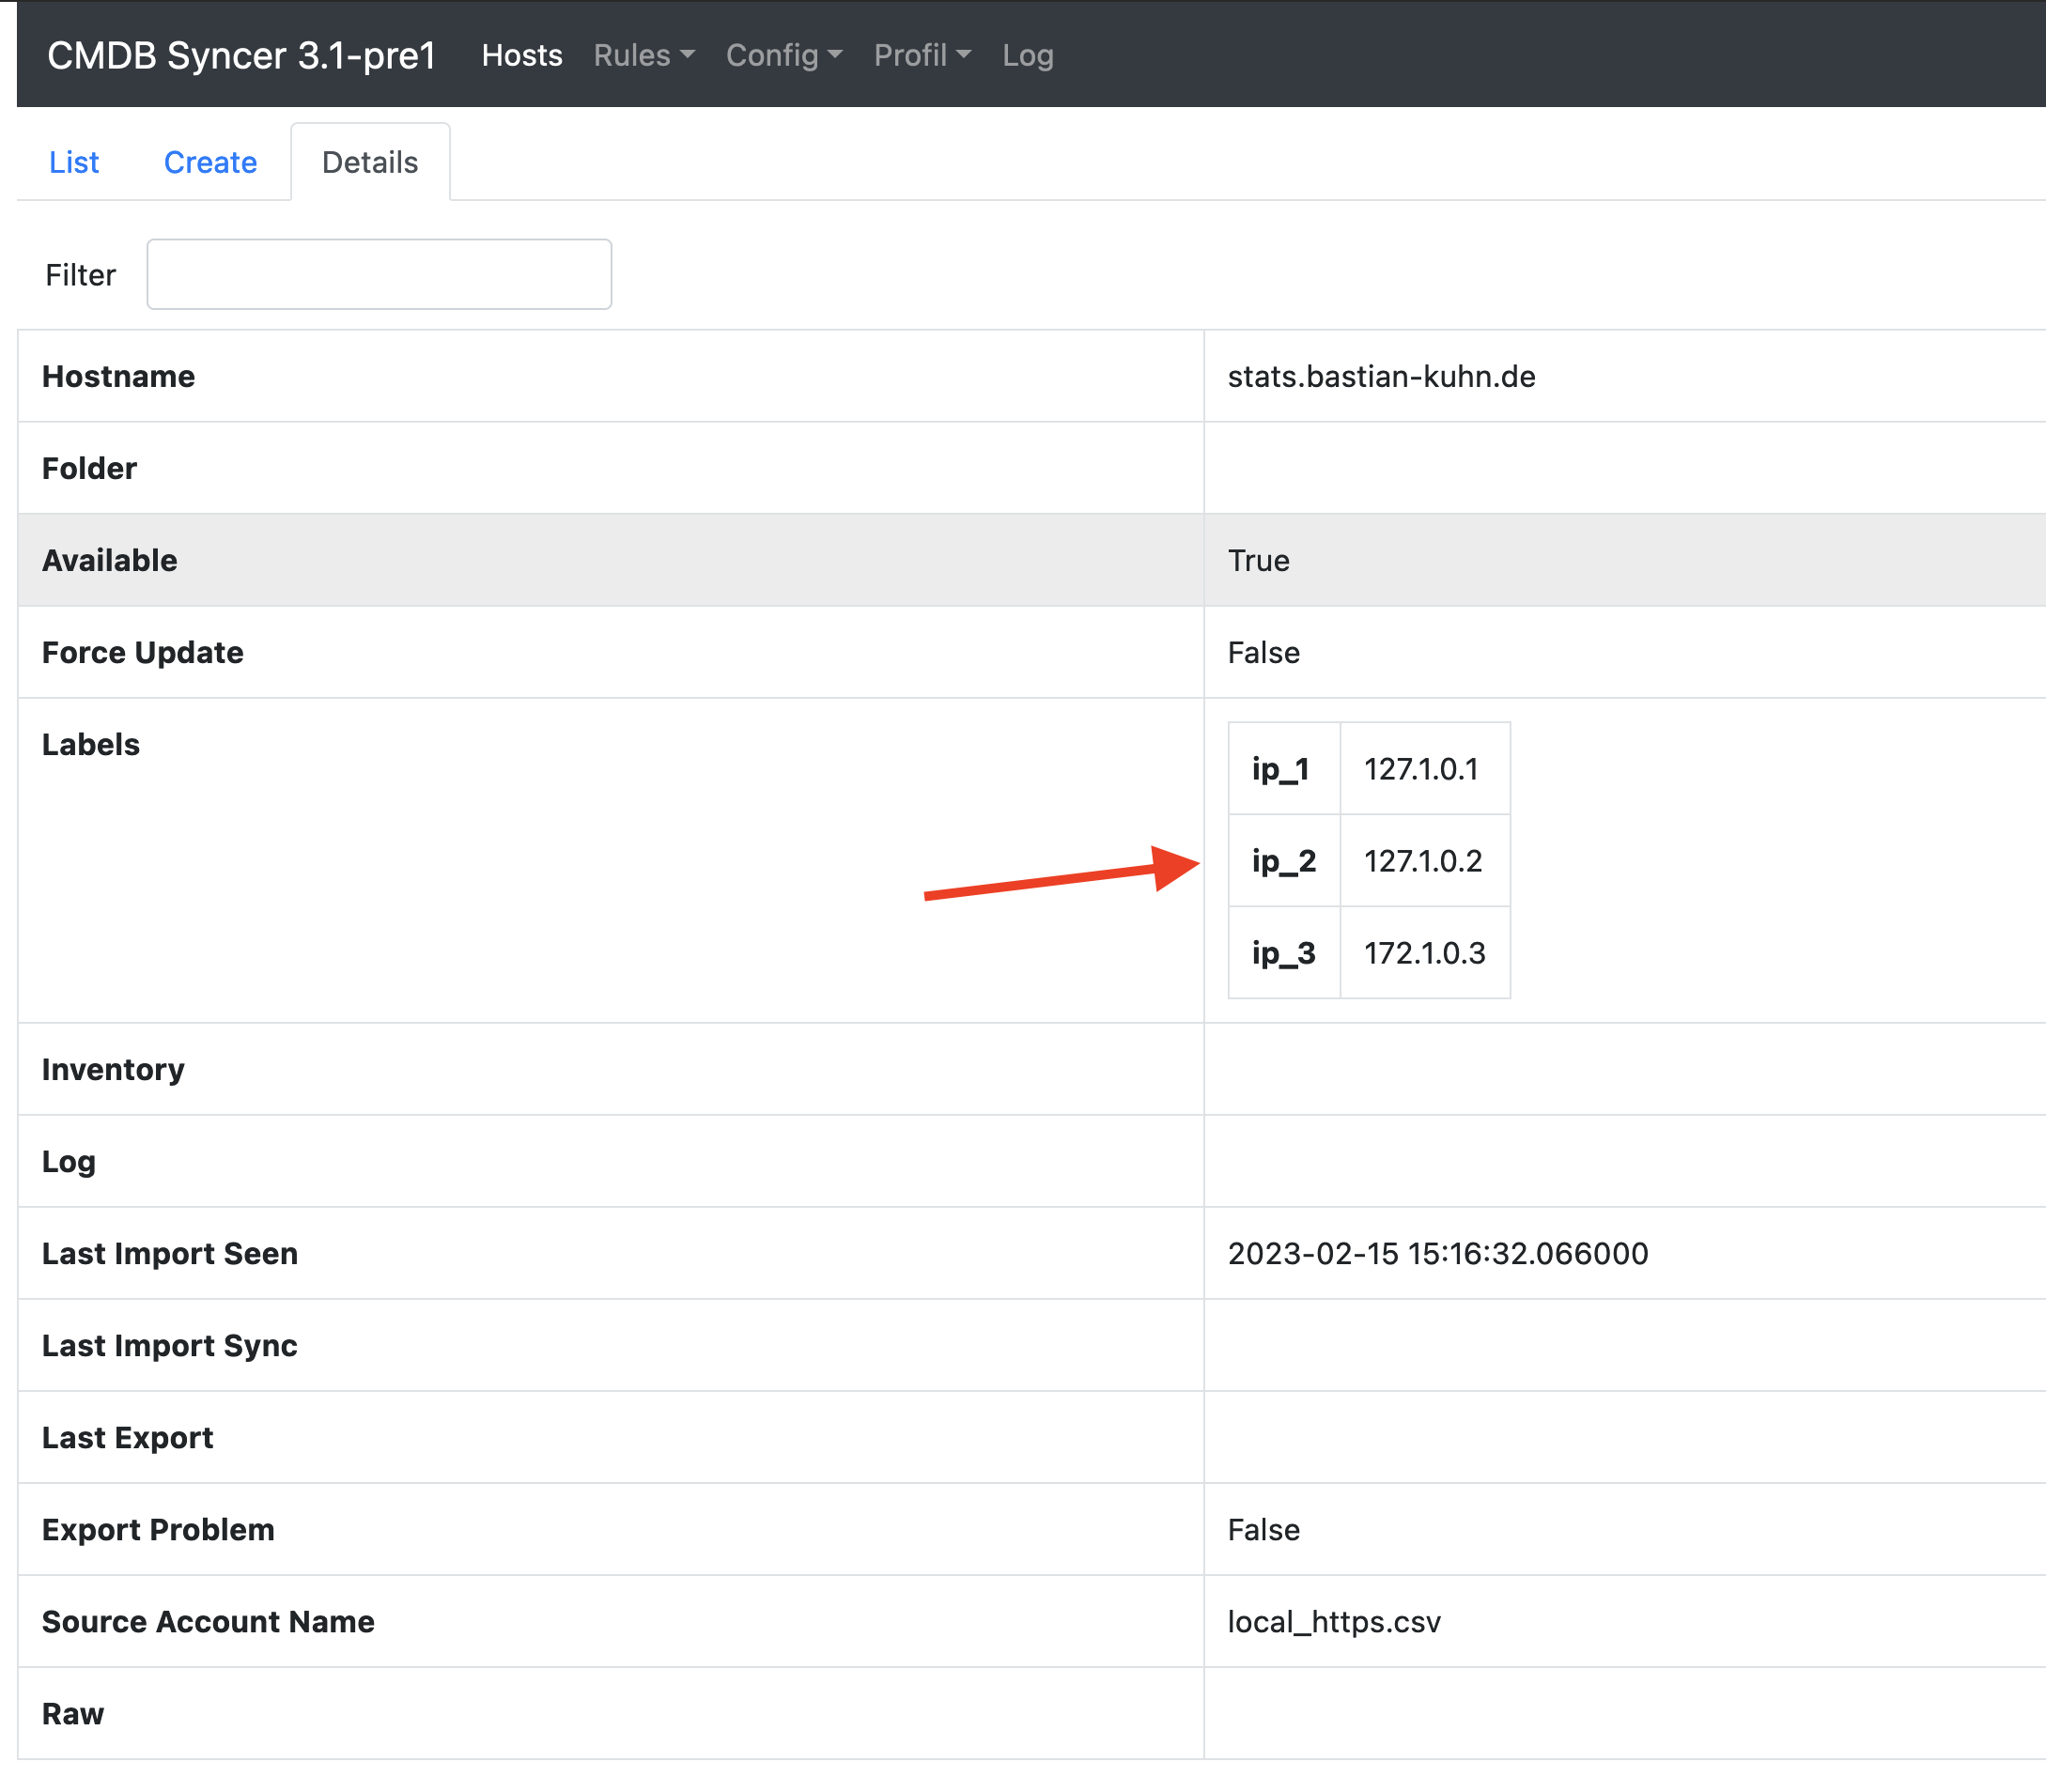 CMDB Syncer 3.1-pre1 Hosts Rules Config Profil Log
List Create Details
Filter
Hostname stats.bastian-kuhn.de
Folder
Available True
Force Update False
Labels
ip_1 127.1.0.1
ip_2 127.1.0.2
ip_3 172.1.0.3
Inventory
Log
Last Import Seen 2023-02-15 15:16:32.066000
Last Import Sync
Last Export
Export Problem False
Source Account Name local_https.csv
Raw